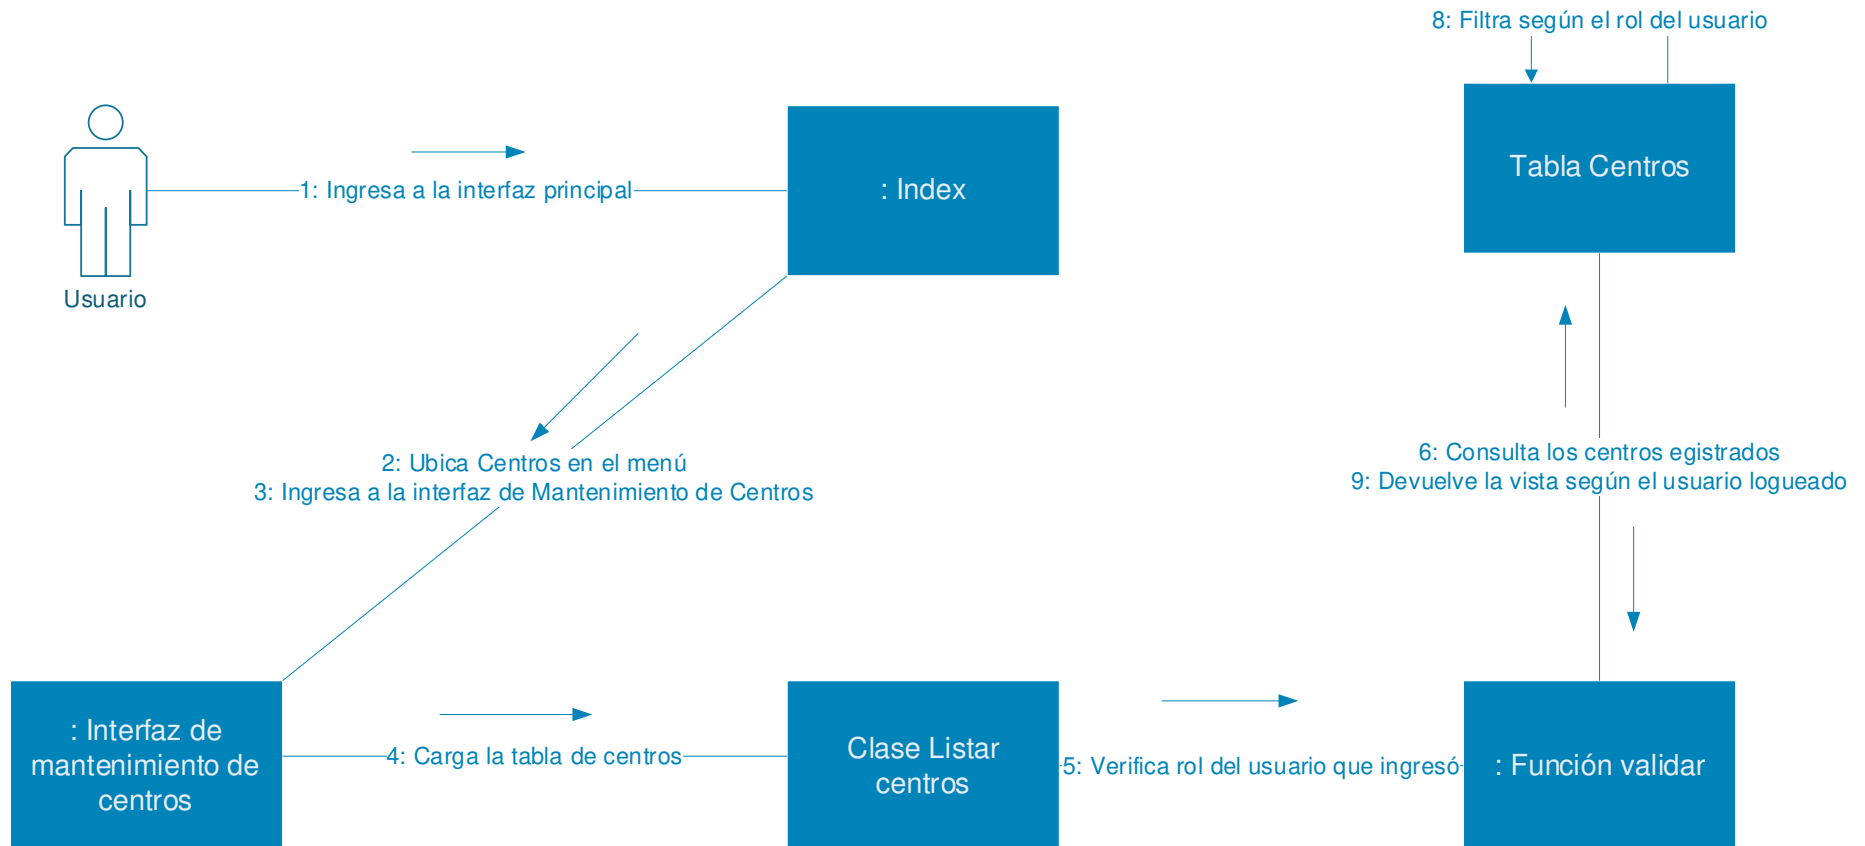 8: Filtra según el rol del usuario
Usuario
1: Ingresa a la interfaz principal
: Index
Tabla Centros
2: Ubica Centros en el menú
3: Ingresa a la interfaz de Mantenimiento de Centros
6: Consulta los centros egistrados
9: Devuelve la vista según el usuario logueado
: Interfaz de
mantenimiento de
centros
4: Carga la tabla de centros
Clase Listar
centros
5: Verifica rol del usuario que ingresó
: Función validar